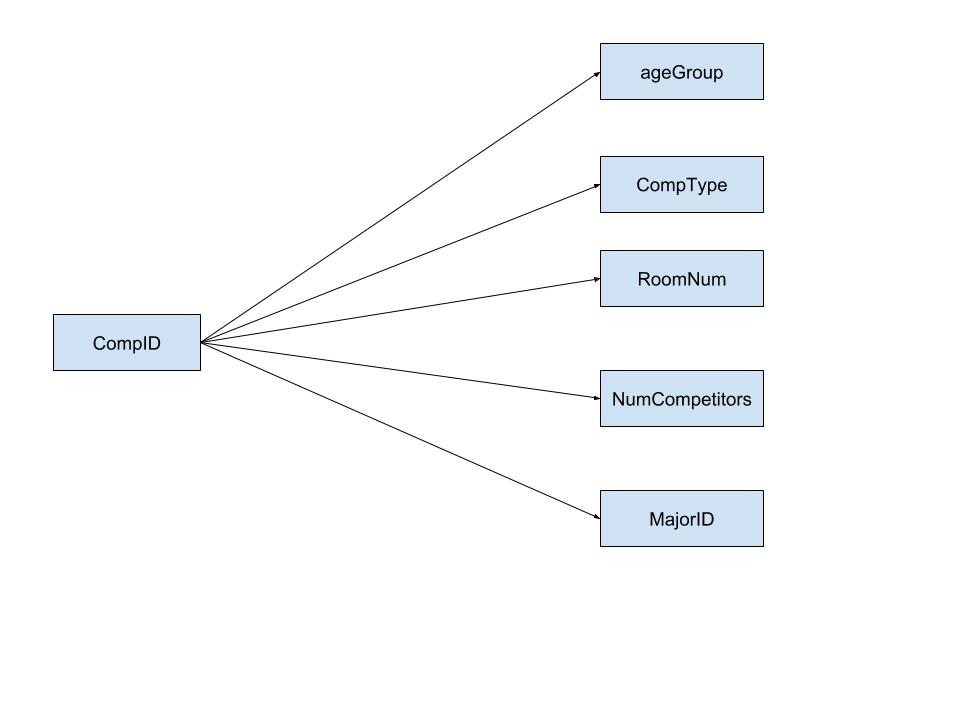 ageGroup
CompType
RoomNum
CompID
NumCompetitors
MajorID